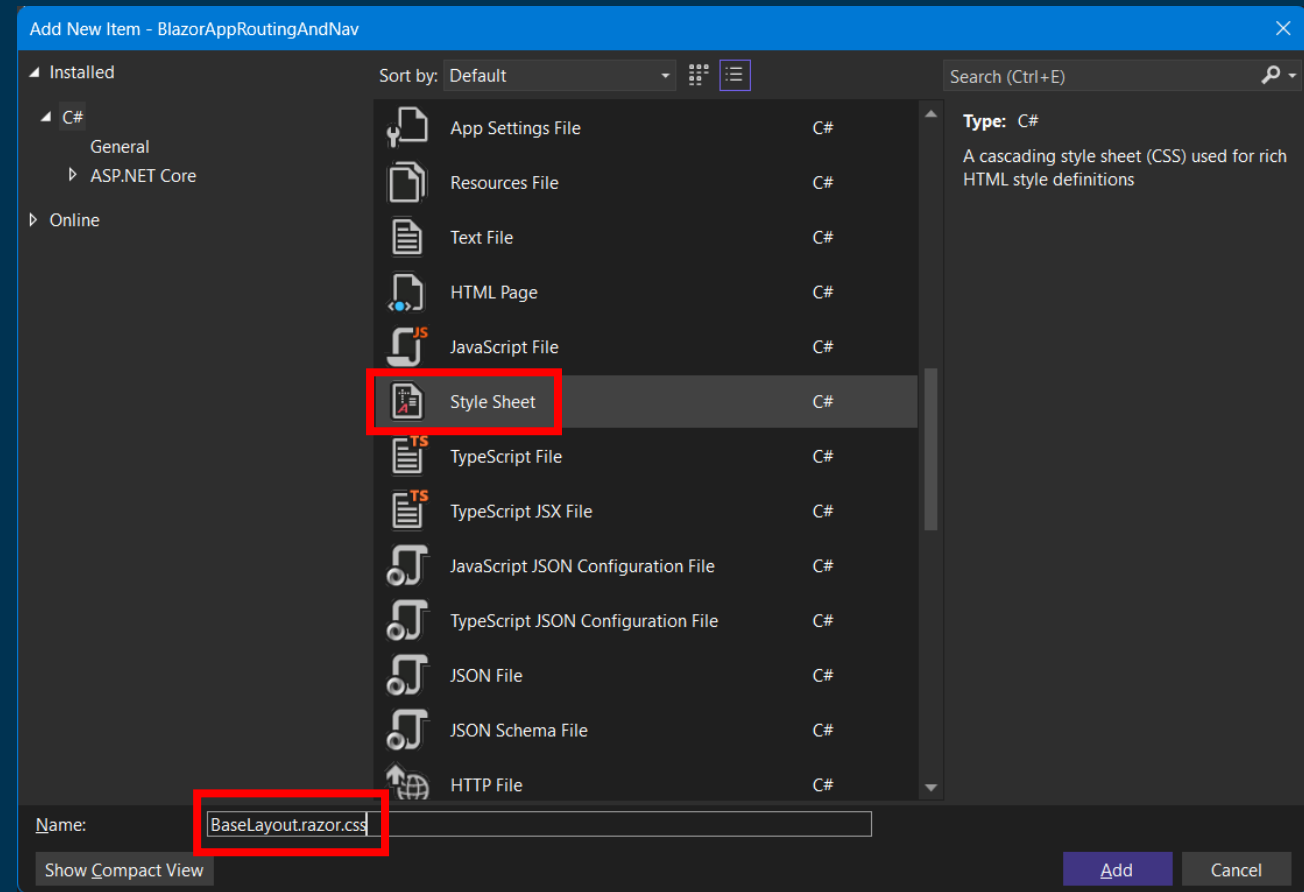 Add New Item - BlazorAppRoutingAndNav
Installed
C#
General
ASP.NET Core
Online
Sort by: Default
Search (Ctrl+E)
App Settings File C#
Resources File C#
Text File C#
HTML Page C#
JS
JavaScript File C#
Style Sheet C#
TS
TypeScript File C#
TS
TypeScript JSX File C#
JavaScript JSON Configuration File C#
TypeScript JSON Configuration File C#
JSON File C#
JSON Schema File C#
HTTP File C#
Type: C#
A cascading style sheet (CSS) used for rich
HTML style definitions
Name: BaseLayout.razor.css
Show Compact View
Add Cancel